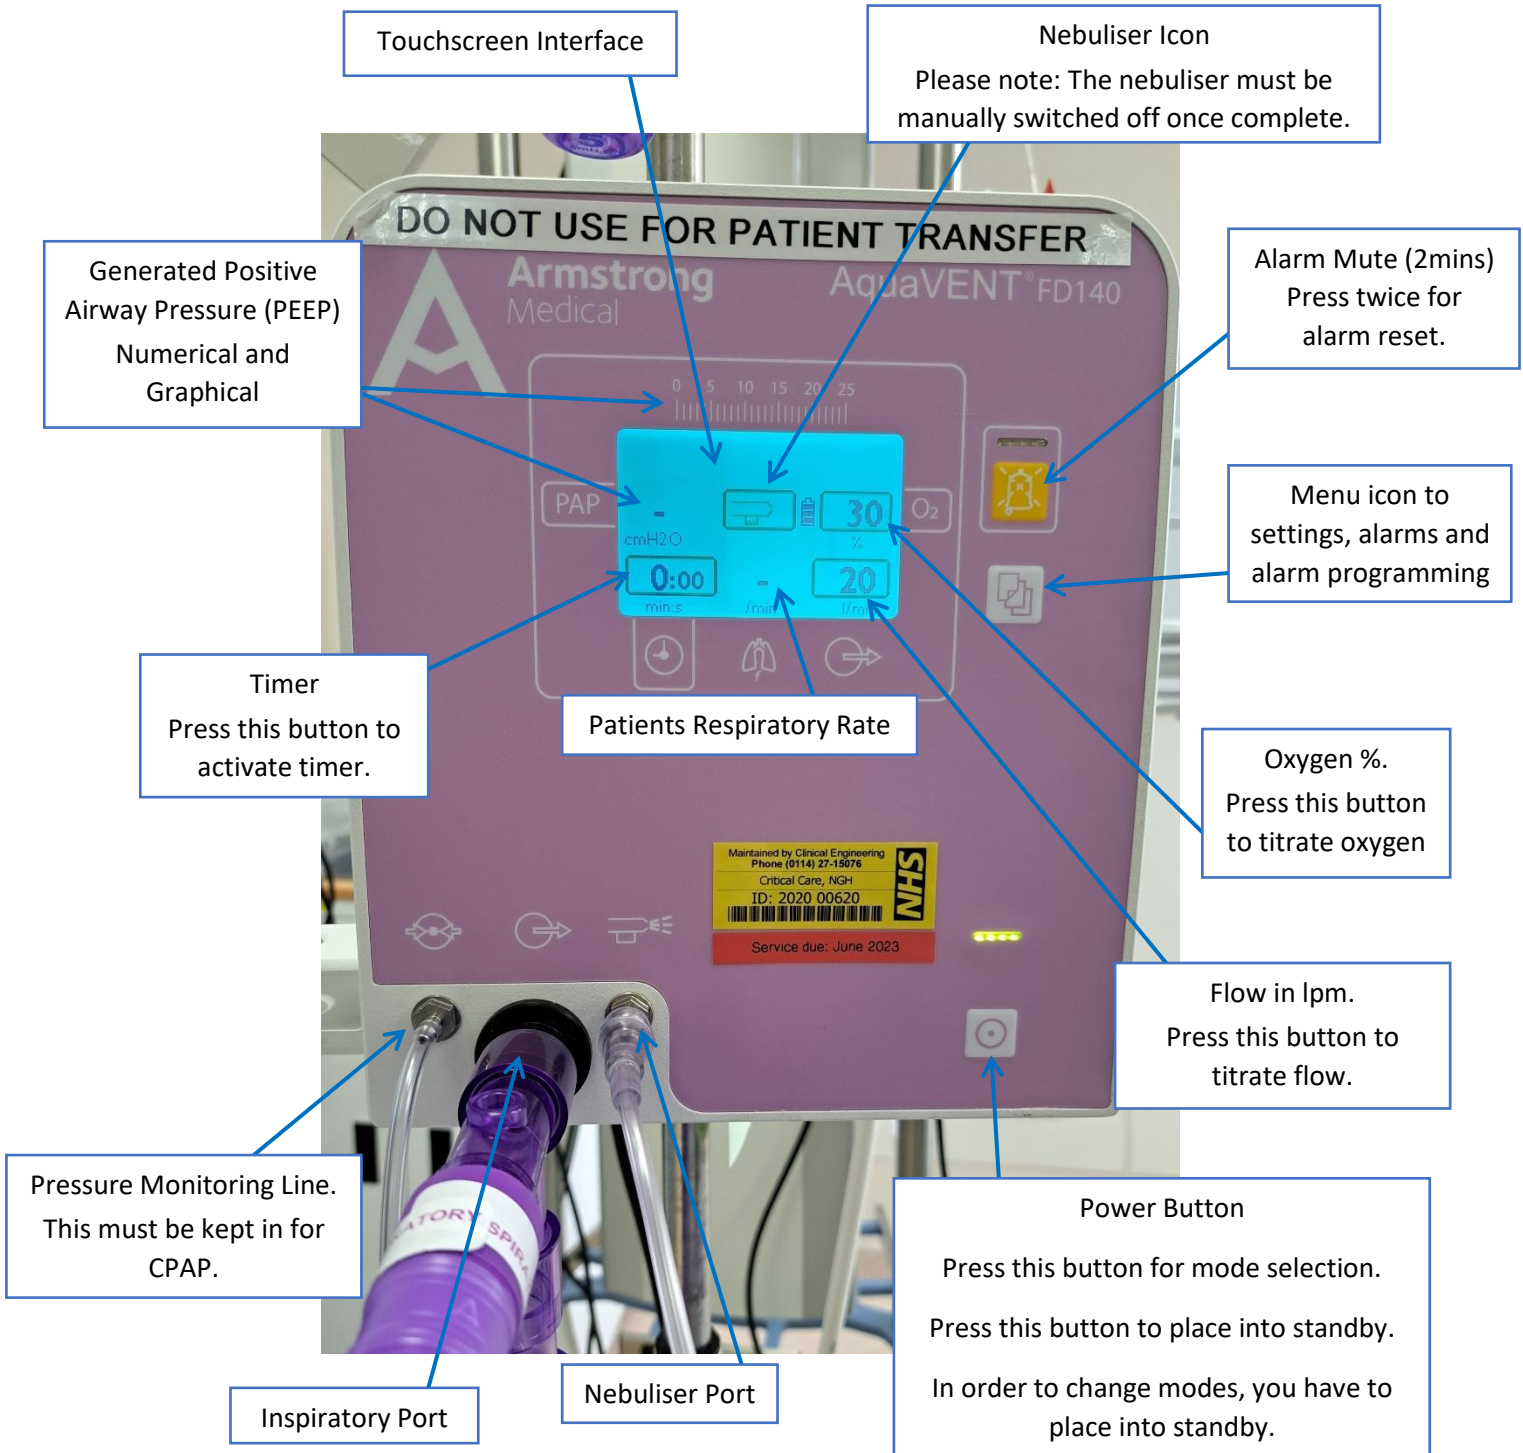 Touchscreen Interface
Nebuliser Icon
Please note: The nebuliser must be
manually switched off once complete.
DO NOT USE FOR PATIENT TRANSFER
Generated Positive
Airway Pressure (PEEP)
Numerical and
Graphical
Armstrong
Medical
AquaVENT® FD140
Alarm Mute (2mins)
Press twice for
alarm reset.
0 5 10 15 20 25
PAP
-
cmH2O
30
%
O2
Menu icon to
settings, alarms and
alarm programming
0:00
min:s
-
/min
20
l/min
Timer
Press this button to
activate timer.
Patients Respiratory Rate
Oxygen %.
Press this button
to titrate oxygen
Maintained by Clinical Engineering
Phone (0114) 27-15076
Critical Care, NGH
ID: 2020 00620
NHS
Service due: June 2023
Flow in lpm.
Press this button to
titrate flow.
Pressure Monitoring Line.
This must be kept in for
CPAP.
Power Button
Press this button for mode selection.
Press this button to place into standby.
In order to change modes, you have to
place into standby.
Nebuliser Port
Inspiratory Port